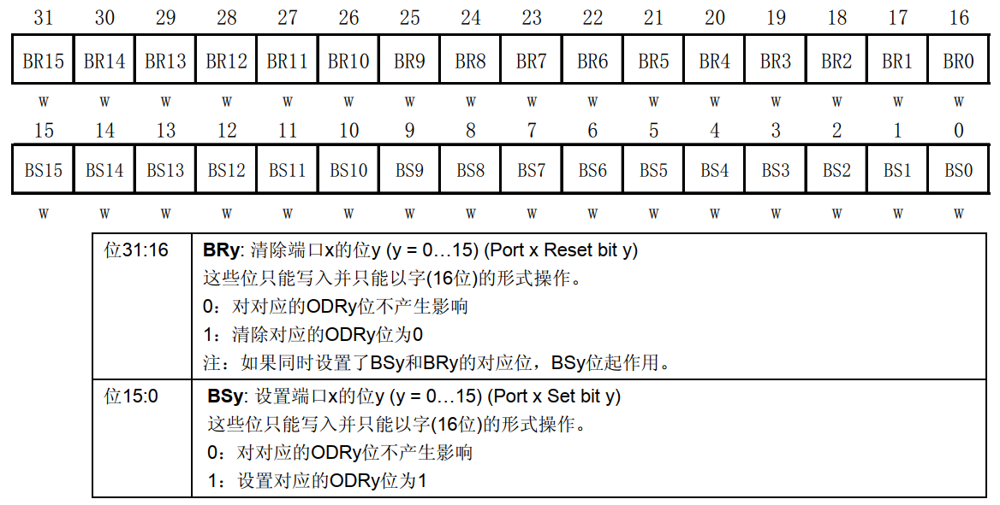 31 30 29 28 27 26 25 24 23 22 21 20 19 18 17 16
BR15 BR14 BR13 BR12 BR11 BR10 BR9 BR8 BR7 BR6 BR5 BR4 BR3 BR2 BR1 BR0
w w w w w w w w w w w w w w w w
15 14 13 12 11 10 9 8 7 6 5 4 3 2 1 0
BS15 BS14 BS13 BS12 BS11 BS10 BS9 BS8 BS7 BS6 BS5 BS4 BS3 BS2 BS1 BS0
w w w w w w w w w w w w w w w w
位31:16 BRy: 清除端口x的位y (y = 0…15) (Port x Reset bit y)
这些位只能写入并只能以字(16位)的形式操作。
0：对对应的ODRy位不产生影响
1：清除对应的ODRy位为0
注：如果同时设置了BSy和BRy的对应位，BSy位起作用。
位15:0 BSy: 设置端口x的位y (y = 0…15) (Port x Set bit y)
这些位只能写入并只能以字(16位)的形式操作。
0：对对应的ODRy位不产生影响
1：设置对应的ODRy位为1